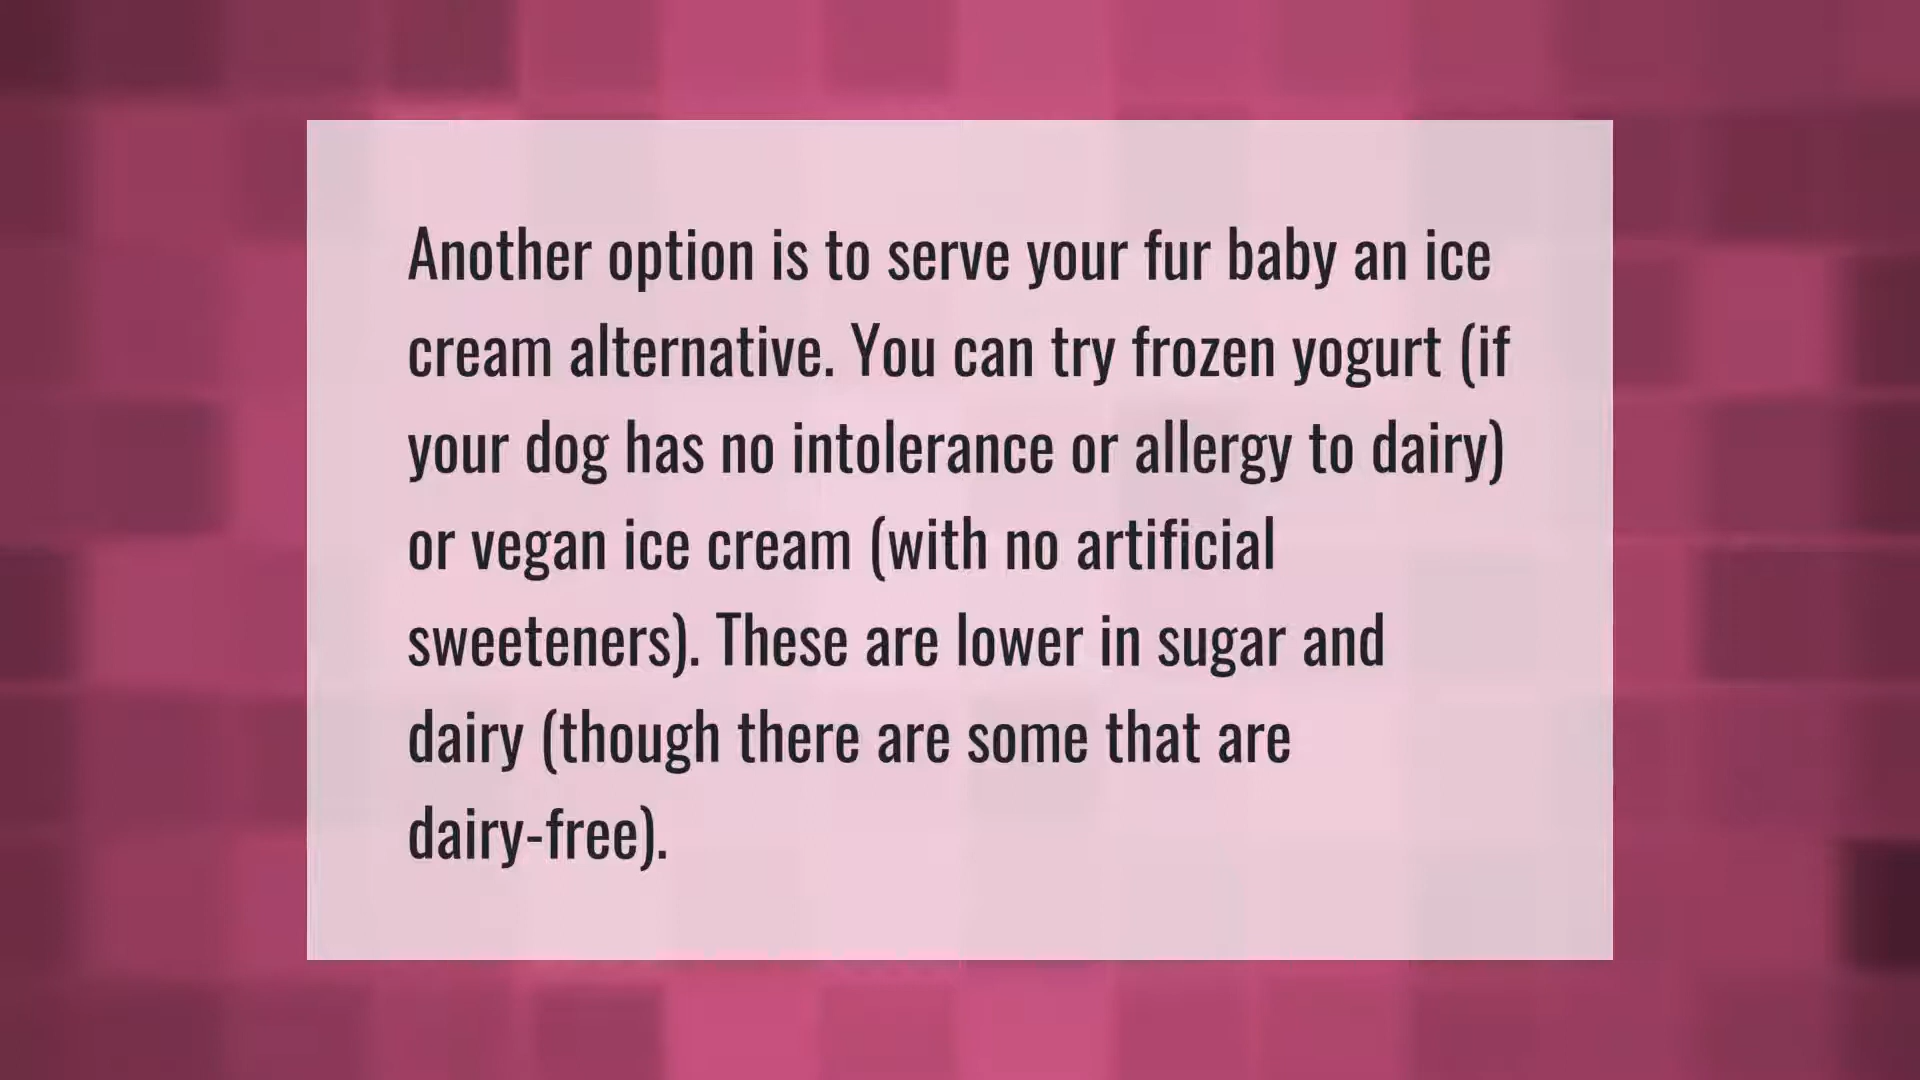 Another option is to serve your fur baby an ice
cream alternative. You can try frozen yogurt (if
your dog has no intolerance or allergy to dairy)
or vegan ice cream (with no artificial
sweeteners). These are lower in sugar and
dairy (though there are some that are
dairy-free).